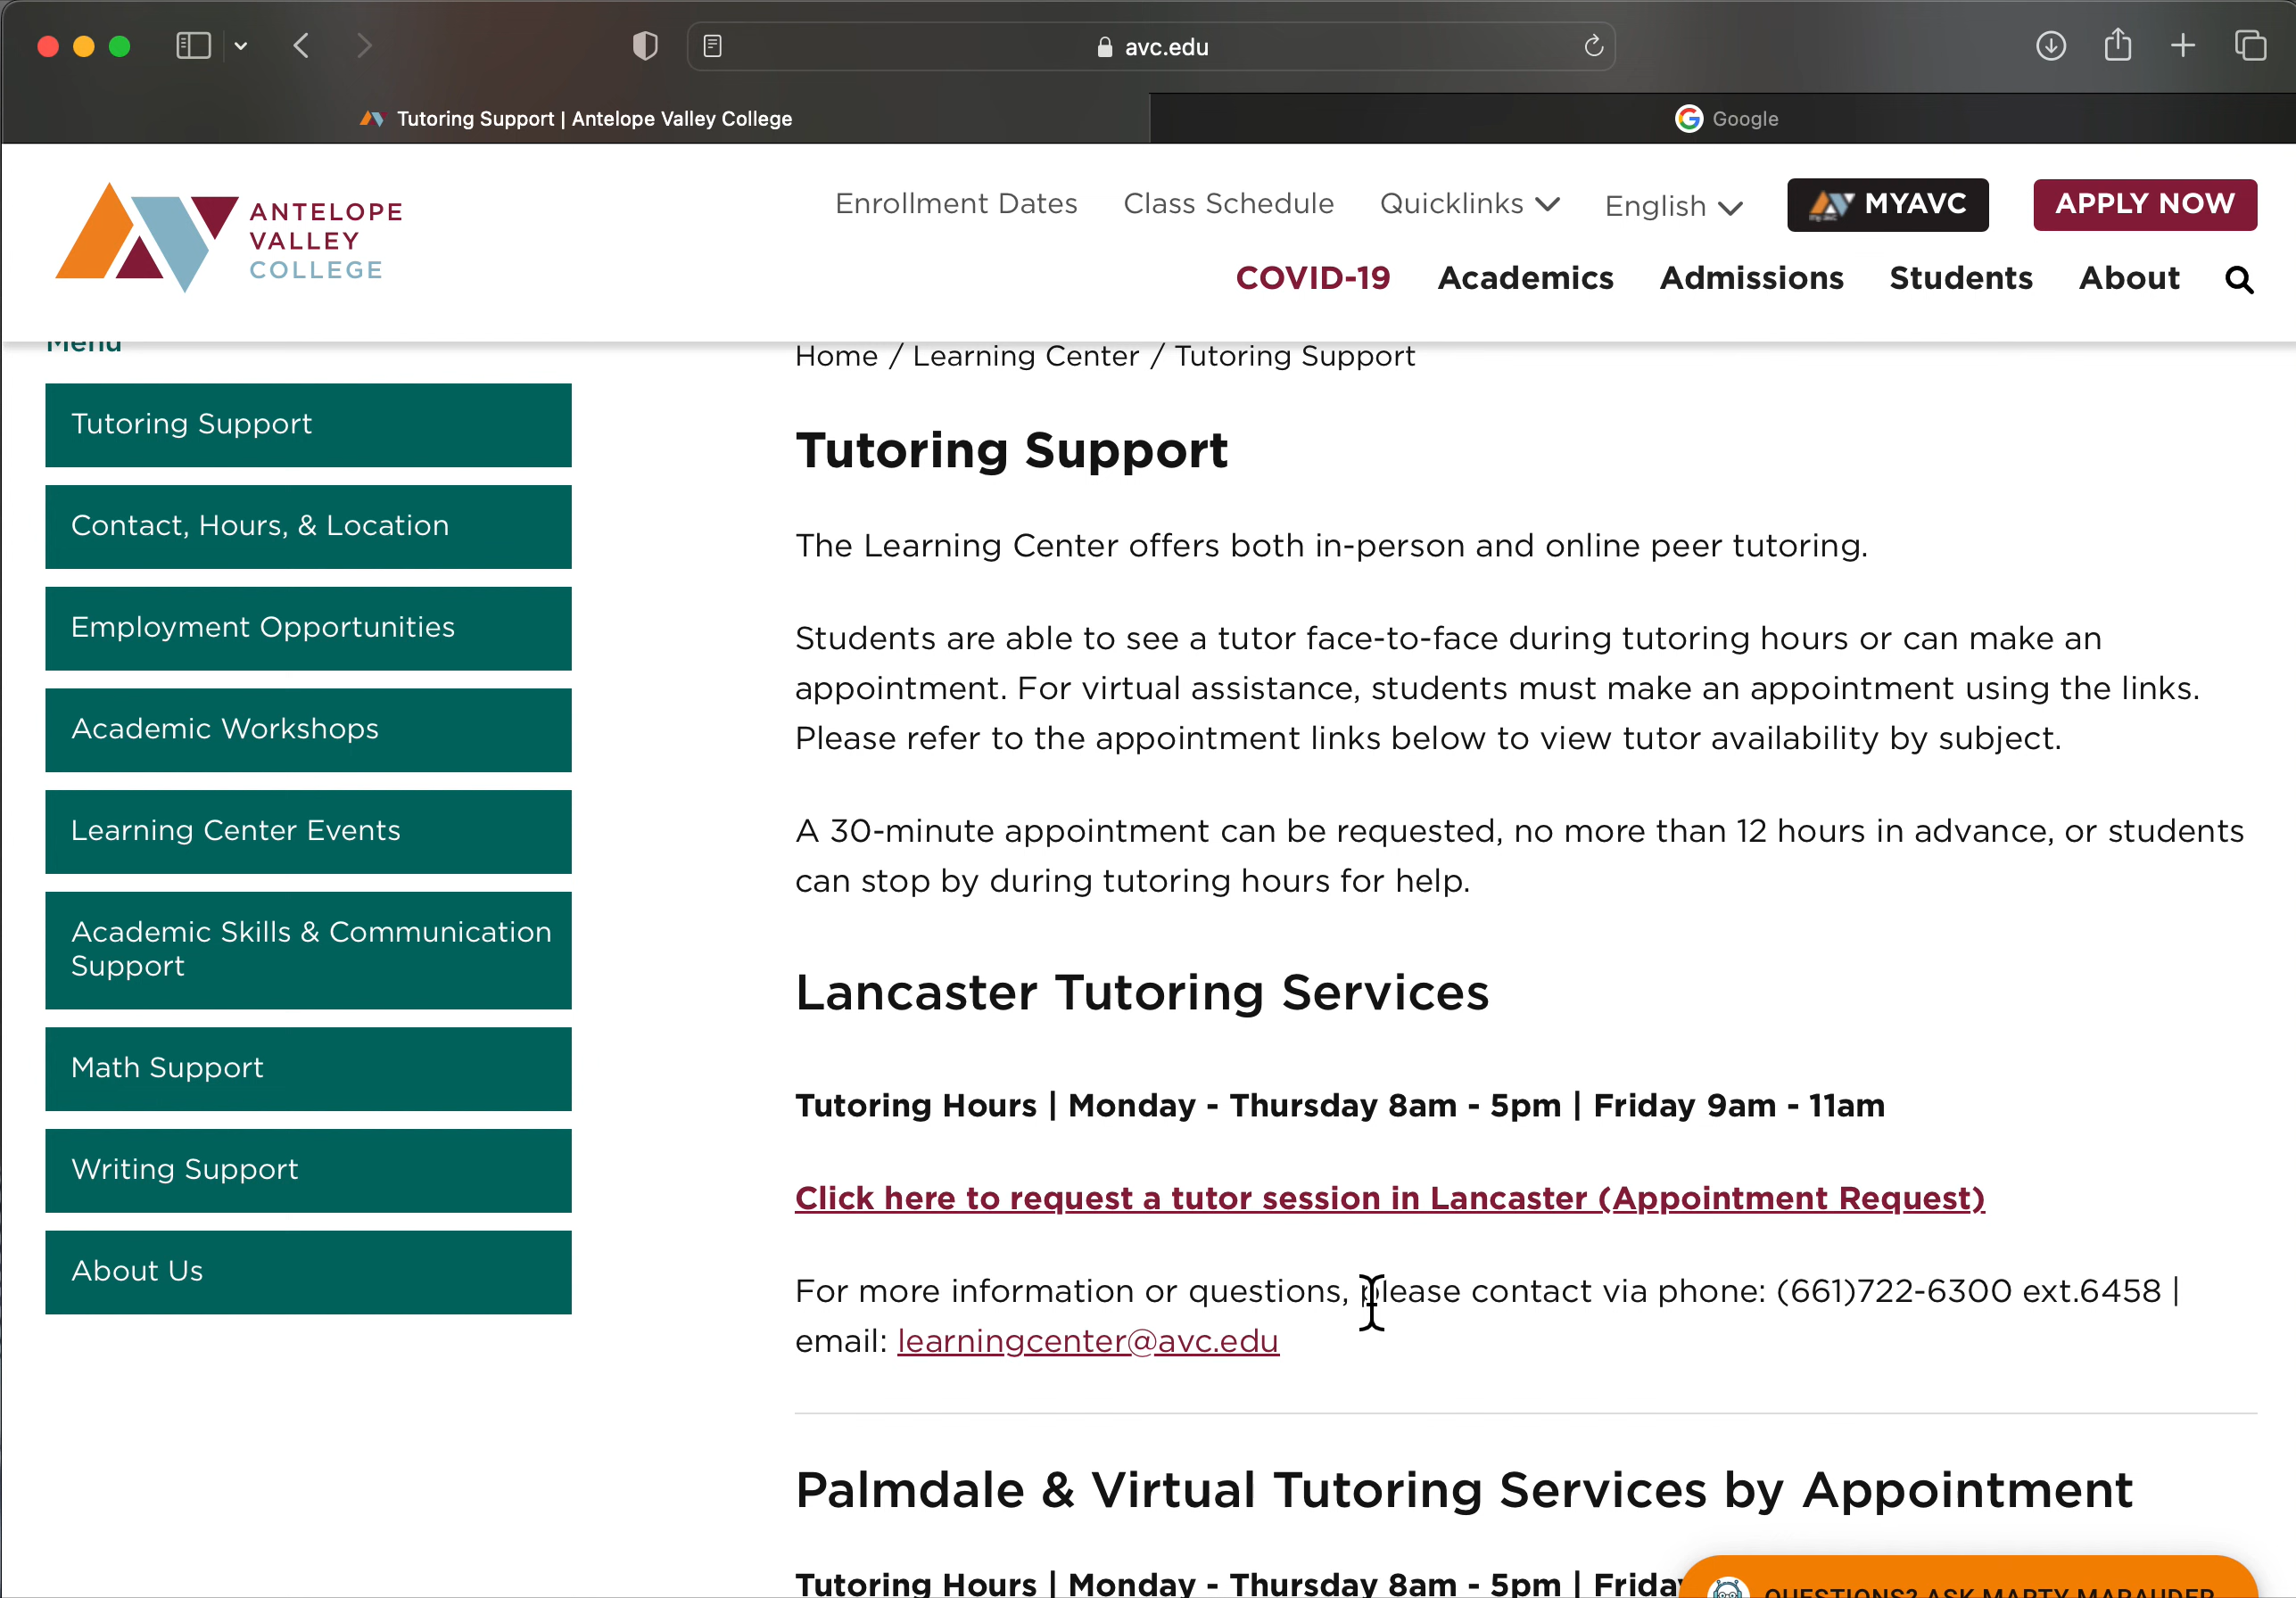 avc.edu
Tutoring Support | Antelope Valley College
Google
ANTELOPE
VALLEY
COLLEGE
Enrollment Dates
Class Schedule
Quicklinks
English
MYAVC
APPLY NOW
COVID-19
Academics
Admissions
Students
About
Menu
Tutoring Support
Contact, Hours, & Location
Employment Opportunities
Academic Workshops
Learning Center Events
Academic Skills & Communication
Support
Math Support
Writing Support
About Us
Home / Learning Center / Tutoring Support
Tutoring Support
The Learning Center offers both in-person and online peer tutoring.
Students are able to see a tutor face-to-face during tutoring hours or can make an
appointment. For virtual assistance, students must make an appointment using the links.
Please refer to the appointment links below to view tutor availability by subject.
A 30-minute appointment can be requested, no more than 12 hours in advance, or students
can stop by during tutoring hours for help.
Lancaster Tutoring Services
Tutoring Hours | Monday - Thursday 8am - 5pm | Friday 9am - 11am
Click here to request a tutor session in Lancaster (Appointment Request)
For more information or questions, please contact via phone: (661)722-6300 ext.6458 |
email: learningcenter@avc.edu
Palmdale & Virtual Tutoring Services by Appointment
Tutoring Hours | Monday - Thursday 8am - 5pm | Frida
QUESTIONS? ASK MARTY MARAUDER